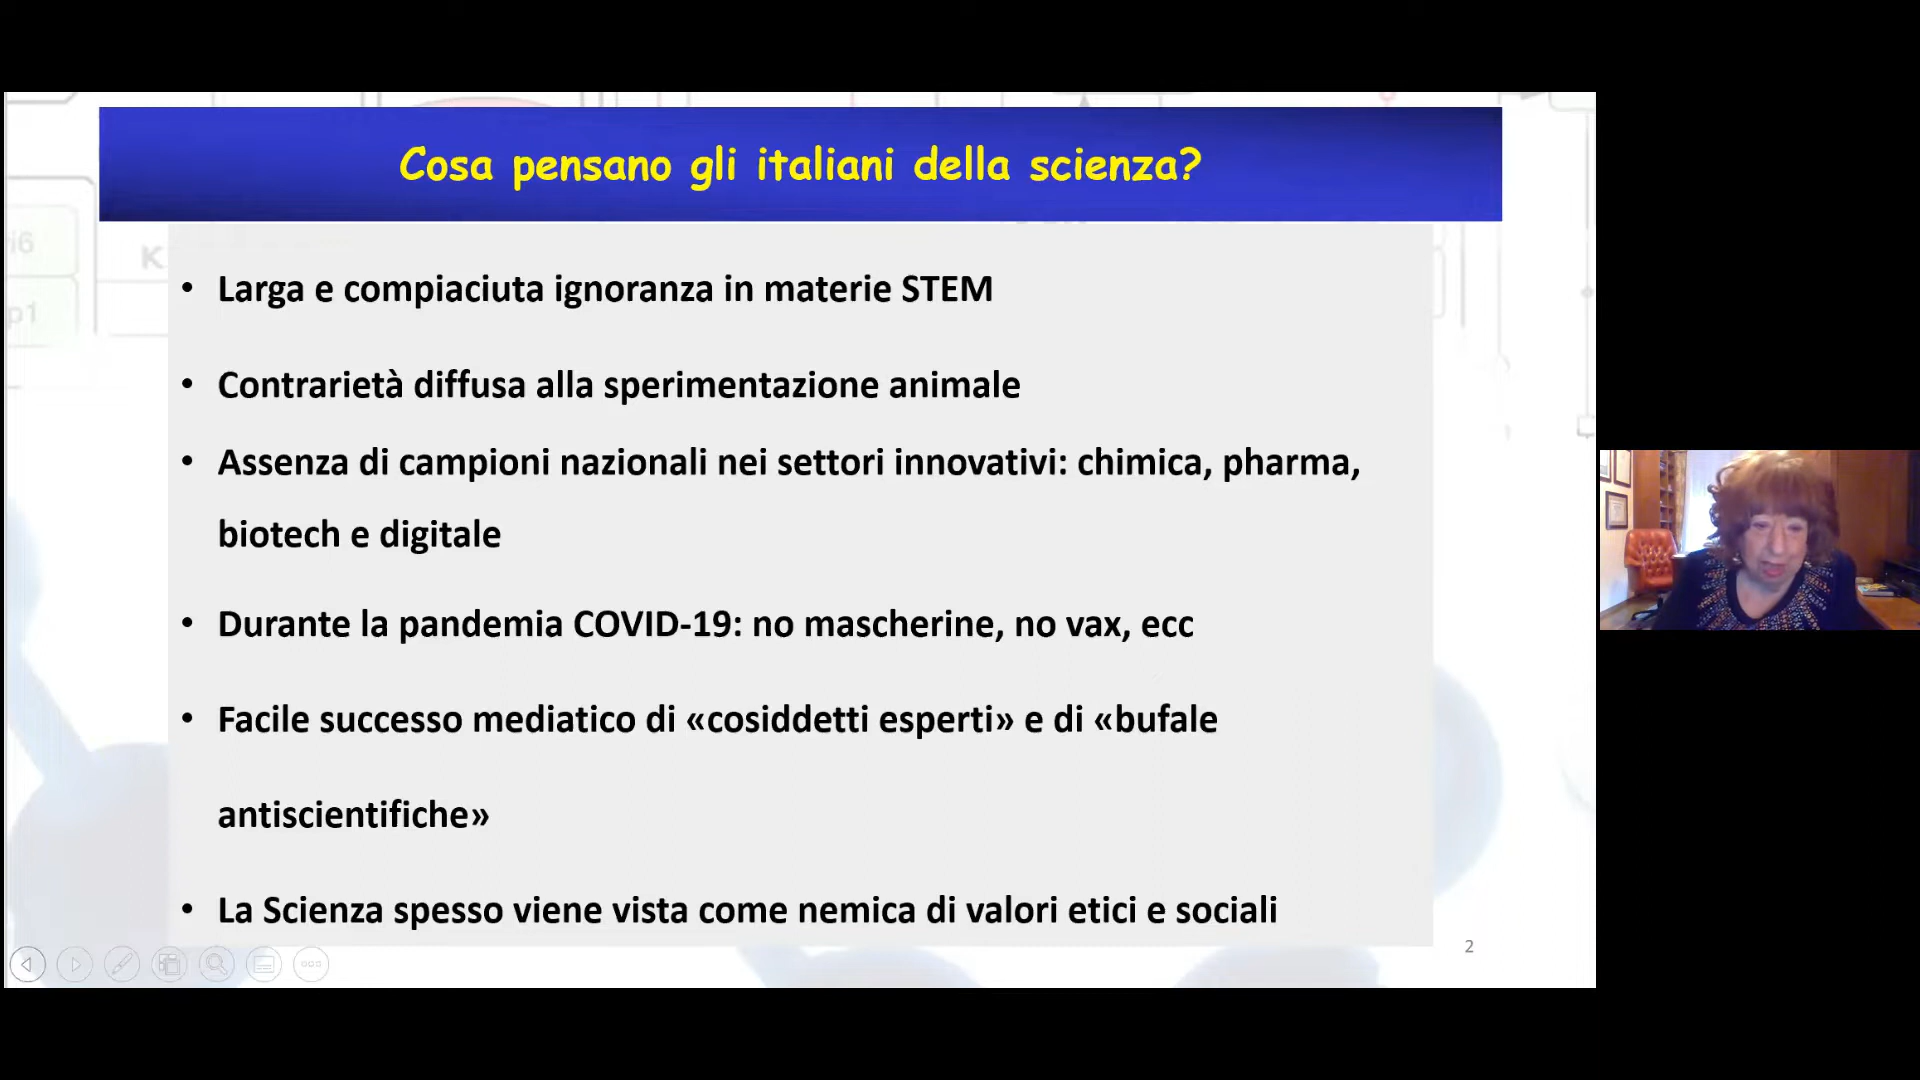 Cosa pensano gli italiani della scienza?
• Larga e compiaciuta ignoranza in materie STEM
• Contrarietà diffusa alla sperimentazione animale
• Assenza di campioni nazionali nei settori innovativi: chimica, pharma,
biotech e digitale
• Durante la pandemia COVID-19: no mascherine, no vax, ecc
• Facile successo mediatico di «cosiddetti esperti» e di «bufale
antiscientifiche»
• La Scienza spesso viene vista come nemica di valori etici e sociali
2